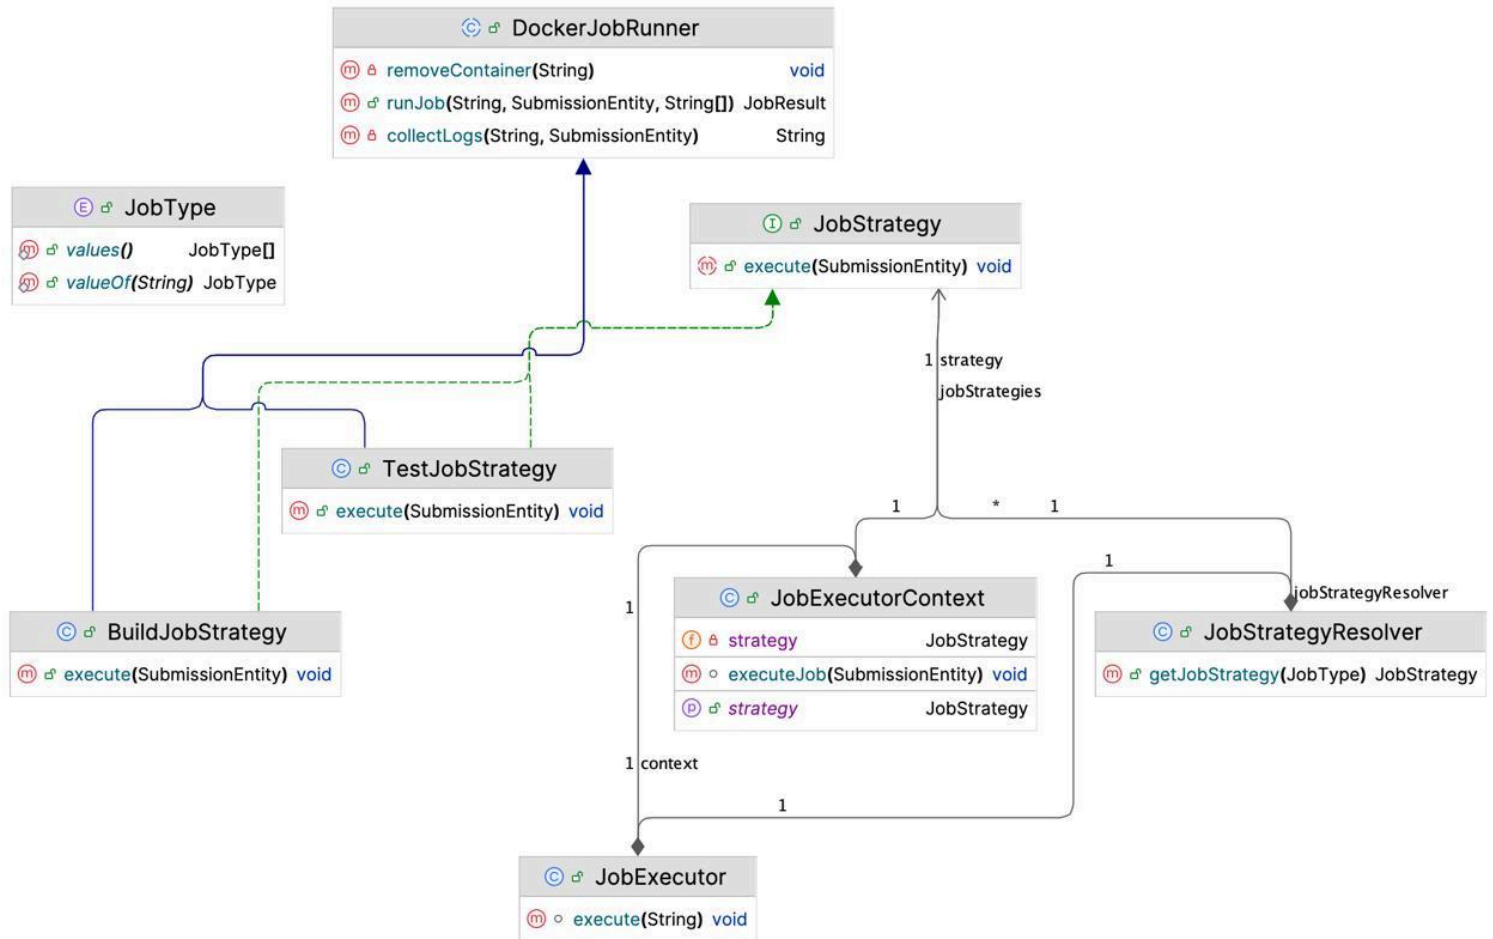 DockerJobRunner
removeContainer(String) void
runJob(String, SubmissionEntity, String[]) JobResult
collectLogs(String, SubmissionEntity) String
JobType
values() JobType[]
valueOf(String) JobType
JobStrategy
execute(SubmissionEntity) void
1 strategy
jobStrategies
TestJobStrategy
execute(SubmissionEntity) void
1 * 1
1
jobStrategyResolver
1
BuildJobStrategy
execute(SubmissionEntity) void
JobExecutorContext
strategy JobStrategy
executeJob(SubmissionEntity) void
strategy JobStrategy
JobStrategyResolver
getJobStrategy(JobType) JobStrategy
1 context
1
JobExecutor
execute(String) void